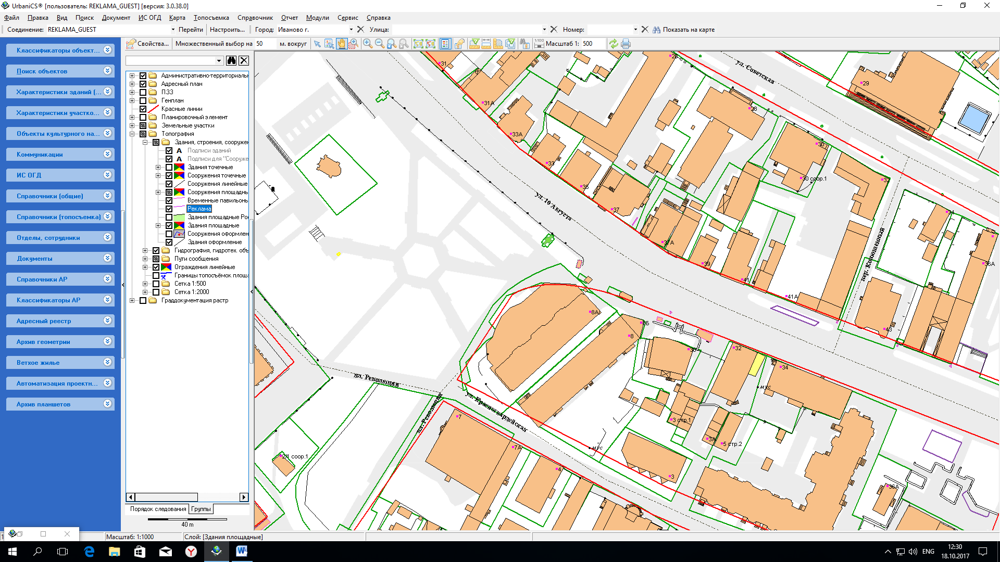 UrbaniCS® [пользователь: REKLAMA_GUEST] [версия: 3.0.38.0]
Файл Правка Вид Поиск Документ ИС ОГД Карта Топосъемка Справочник Отчет Модули Сервис Справка
Соединение: REKLAMA_GUEST Перейти Настроить... Город: Иваново г. Улица: Номер: Показать на карте
Свойства... Множественный выбор на 50 м. вокруг Масштаб 1: 500
Классификаторы объект...
Поиск объектов
Характеристики зданий (...
Характеристики участко...
Объекты культурного на...
Коммуникации
ИС ОГД
Справочники (общие)
Справочники (топосъемка)
Отделы, сотрудники
Документы
Справочники АР
Классификаторы АР
Адресный реестр
Архив геометрии
Ветхое жилье
Автоматизация проектн...
Архив планшетов
Административно-территориаль
Адресный план
ПЗЗ
Генплан
Красные линии
Планировочный элемент
Земельные участки
Топография
Здания, строения, сооруже
Подписи зданий
Подписи для "Сооруже
Здания точечные
Сооружения точечные
Сооружения линейные
Сооружения площадны
Временные павильоны
Реклама
Здания площадные Рос
Здания площадные
Сооружения оформлен
Здания оформление
Гидрография, гидротех. объ
Пути сообщения
Ограждения линейные
Границы топосъёмок площа
Сетка 1:500
Сетка 1:2000
Граддокументация растр
Порядок следования Группы
40 m
31
31А
33А
33
35
37
37А
39
41
41А
43
26
28
30
30 соор.1
32
34
36А
29
ул. Советская
ул. 10 Августа
пер. Конюшенный
8А
8Б
8
32
34
мус
3 стр.1
3А
5 стр.2
3
36А
пл. Революции
пл. Революции
ул. Красногвардейская
мус
7
7А
4
2/1 соор.1
Масштаб: 1:1000 Слой: [Здания площадные]
ENG
12:30
18.10.2017